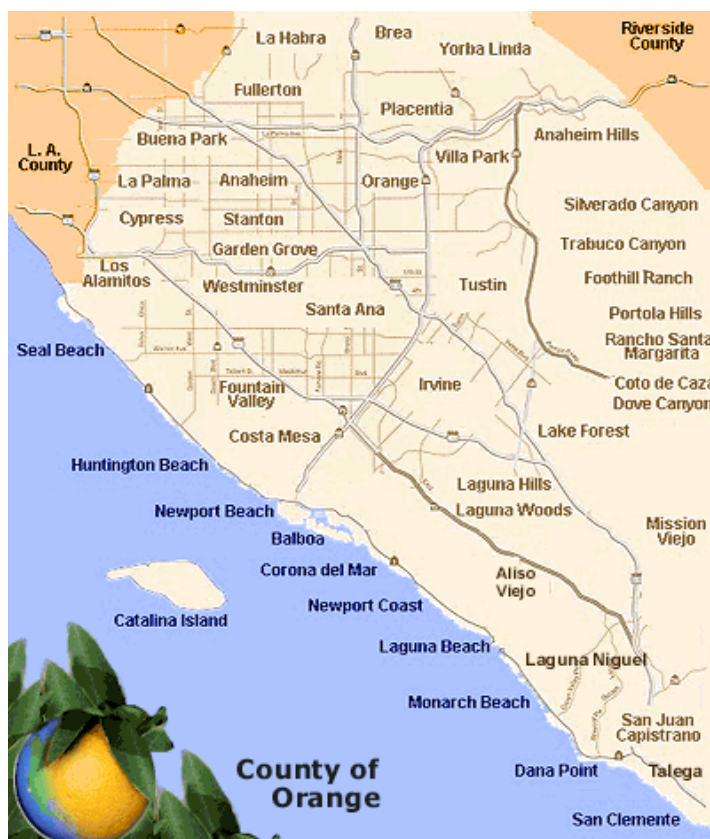 La Habra
Brea
Yorba Linda
Riverside
County
Fullerton
Placentia
Buena Park
Anaheim Hills
L. A.
County
Villa Park
La Palma
Anaheim
Orange
Cypress
Stanton
Silverado Canyon
Garden Grove
Trabuco Canyon
Los
Alamitos
Westminster
Tustin
Foothill Ranch
Santa Ana
Portola Hills
Seal Beach
Rancho Santa
Margarita
Fountain
Valley
Irvine
Coto de Caza
Dove Canyon
Costa Mesa
Lake Forest
Huntington Beach
Laguna Hills
Newport Beach
Laguna Woods
Mission
Viejo
Balboa
Corona del Mar
Aliso
Viejo
Newport Coast
Catalina Island
Laguna Beach
Laguna Niguel
Monarch Beach
San Juan
Capistrano
County of
Orange
Dana Point
Talega
San Clemente